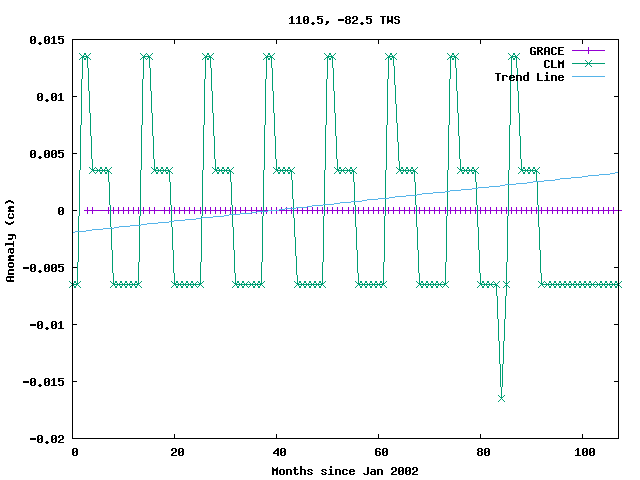 110.5, -82.5 TWS
GRACE
CLM
Trend Line
0.015
0.01
0.005
0
-0.005
-0.01
-0.015
-0.02
Anomaly (cm)
0 20 40 60 80 100
Months since Jan 2002